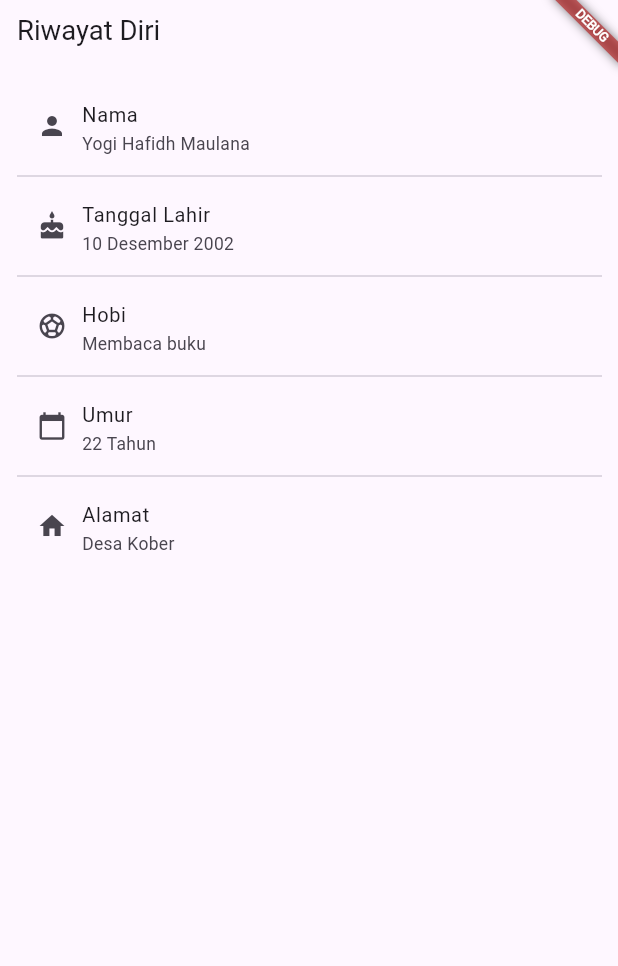 Riwayat Diri
DEBUG
Nama
Yogi Hafidh Maulana
Tanggal Lahir
10 Desember 2002
Hobi
Membaca buku
Umur
22 Tahun
Alamat
Desa Kober